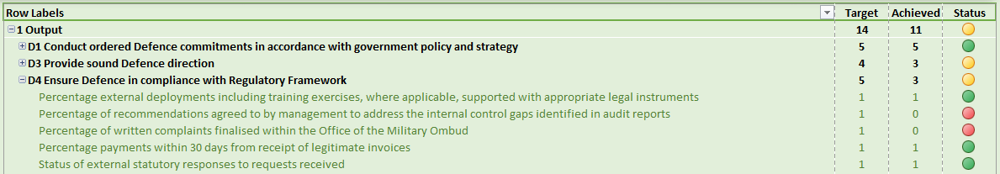 Row Labels Target Achieved Status
1 Output 14 11
D1 Conduct ordered Defence commitments in accordance with government policy and strategy 5 5
D3 Provide sound Defence direction 4 3
D4 Ensure Defence in compliance with Regulatory Framework 5 3
Percentage external deployments including training exercises, where applicable, supported with appropriate legal instruments 1 1
Percentage of recommendations agreed to by management to address the internal control gaps identified in audit reports 1 0
Percentage of written complaints finalised within the Office of the Military Ombud 1 0
Percentage payments within 30 days from receipt of legitimate invoices 1 1
Status of external statutory responses to requests received 1 1